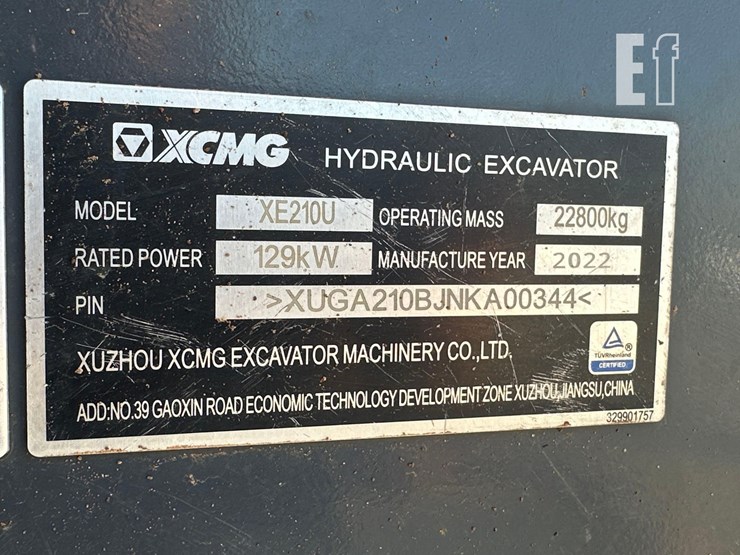 Ef
XCMG HYDRAULIC EXCAVATOR
MODEL XE210U OPERATING MASS 22800kg
RATED POWER 129kW MANUFACTURE YEAR 2022
PIN >XUGA210BJNKA00344<
XUZHOU XCMG EXCAVATOR MACHINERY CO.,LTD.
TÜVRheinland
CERTIFIED
ADD:NO.39 GAOXIN ROAD ECONOMIC TECHNOLOGY DEVELOPMENT ZONE XUZHOU,JIANGSU,CHINA
329901757